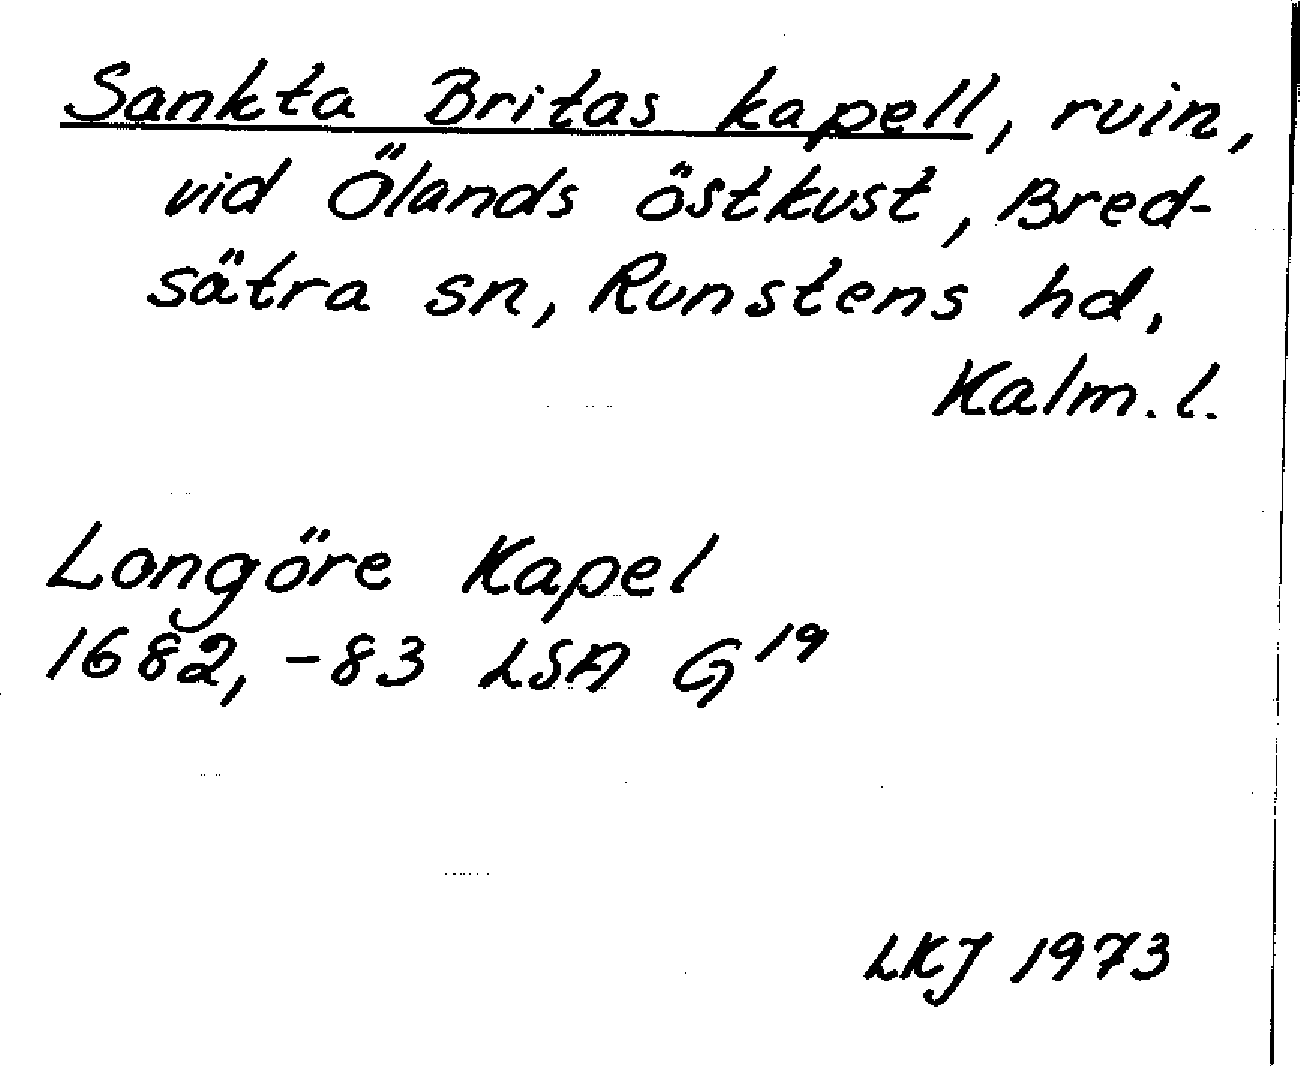 Sankta Britas kapell, ruin,
vid Ölands östkust, Bred-
sätra sn, Runstens hd,
Kalm. l.
Longöre Kapel
1682, -83 LSA G¹⁹
LKJ 1973